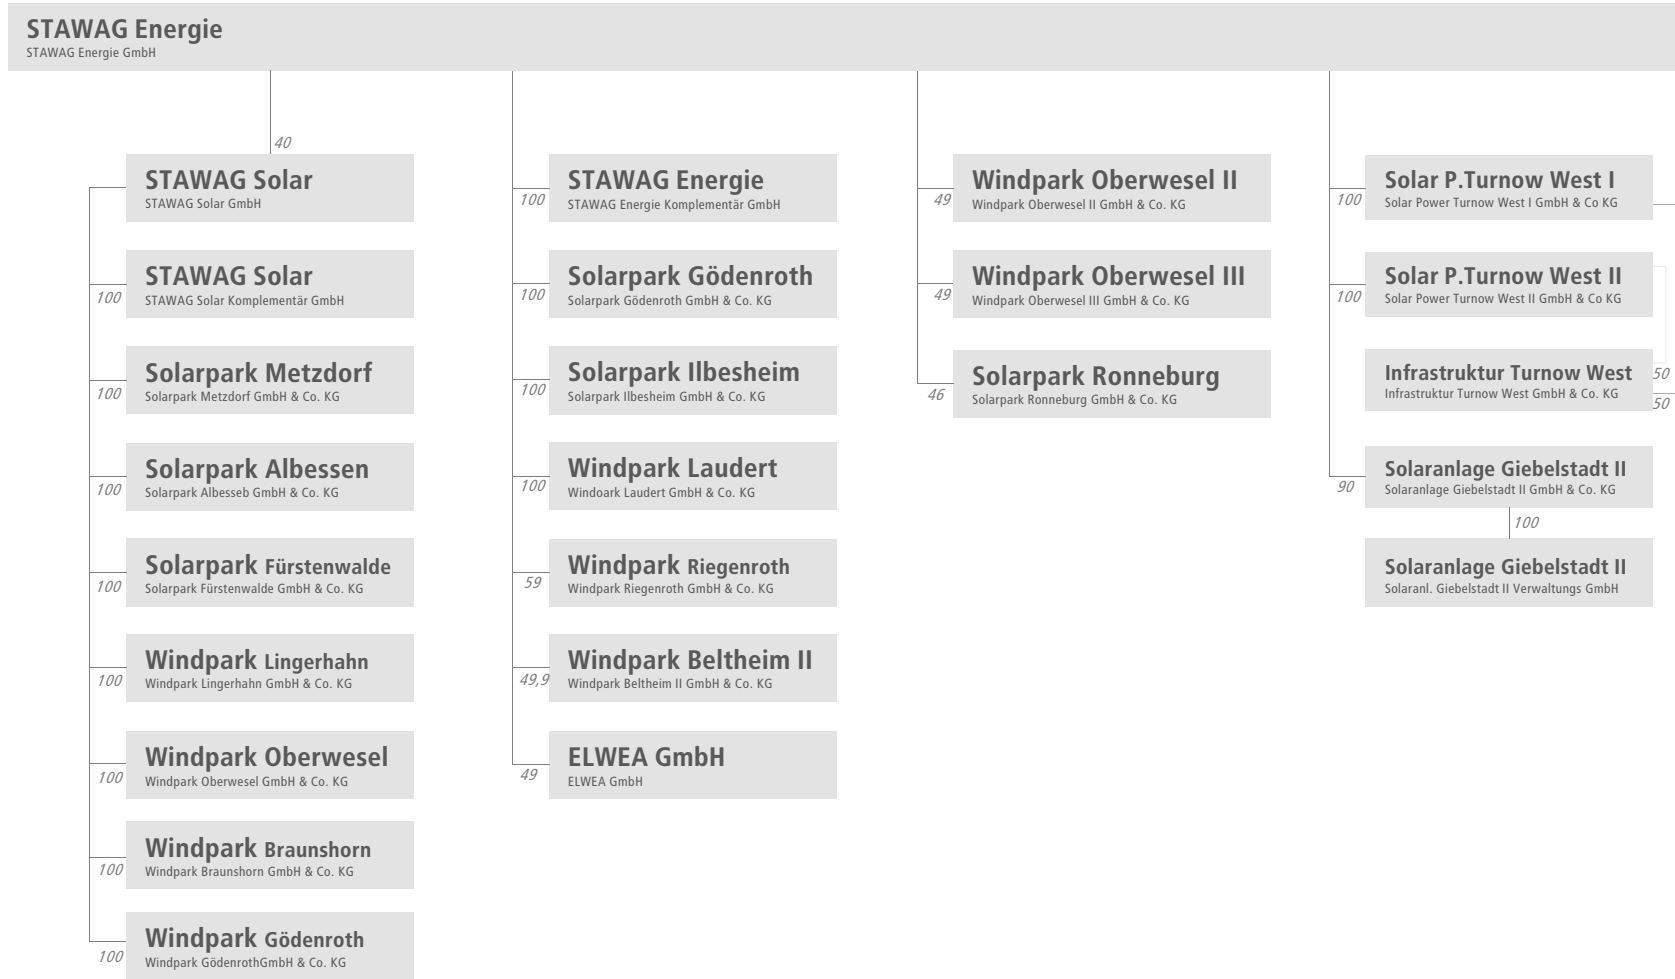 STAWAG Energie
STAWAG Energie GmbH
40
STAWAG Solar
STAWAG Solar GmbH
STAWAG Solar
100
STAWAG Solar Komplementär GmbH
Solarpark Metzdorf
100
Solarpark Metzdorf GmbH & Co. KG
Solarpark Albessen
100
Solarpark Albesseb GmbH & Co. KG
Solarpark Fürstenwalde
100
Solarpark Fürstenwalde GmbH & Co. KG
Windpark Lingerhahn
100
Windpark Lingerhahn GmbH & Co. KG
Windpark Oberwesel
100
Windpark Oberwesel GmbH & Co. KG
Windpark Braunshorn
100
Windpark Braunshorn GmbH & Co. KG
Windpark Gödenroth
100
Windpark GödenrothGmbH & Co. KG
STAWAG Energie
100
STAWAG Energie Komplementär GmbH
Solarpark Gödenroth
100
Solarpark Gödenroth GmbH & Co. KG
Solarpark Ilbesheim
100
Solarpark Ilbesheim GmbH & Co. KG
Windpark Laudert
100
Windoark Laudert GmbH & Co. KG
Windpark Riegenroth
59
Windpark Riegenroth GmbH & Co. KG
Windpark Beltheim II
49,9
Windpark Beltheim II GmbH & Co. KG
ELWEA GmbH
49
ELWEA GmbH
Windpark Oberwesel II
49
Windpark Oberwesel II GmbH & Co. KG
Windpark Oberwesel III
49
Windpark Oberwesel III GmbH & Co. KG
Solarpark Ronneburg
46
Solarpark Ronneburg GmbH & Co. KG
Solar P.Turnow West I
100
Solar Power Turnow West I GmbH & Co KG
Solar P.Turnow West II
100
Solar Power Turnow West II GmbH & Co KG
Infrastruktur Turnow West
50
Infrastruktur Turnow West GmbH & Co. KG
50
Solaranlage Giebelstadt II
90
Solaranlage Giebelstadt II GmbH & Co. KG
100
Solaranlage Giebelstadt II
Solaranl. Giebelstadt II Verwaltungs GmbH